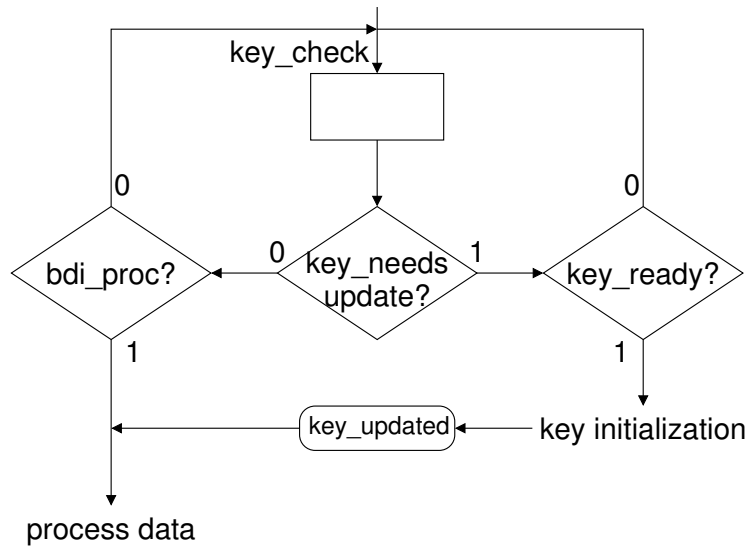 key_check
0
0
bdi_proc?
0
key_needs
update?
1
key_ready?
1
1
key_updated
key initialization
process data